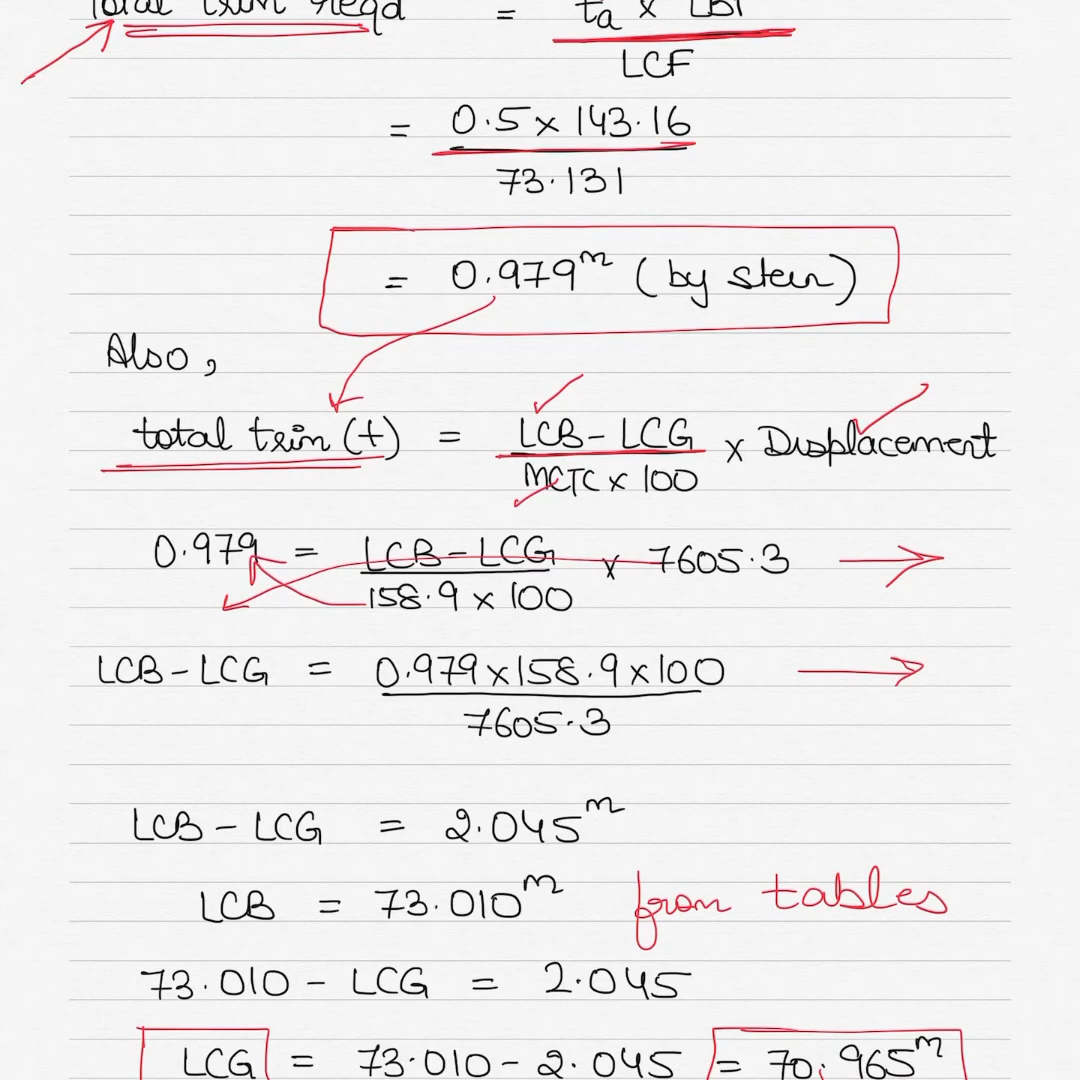 Total trim reqd = ta x LBP
LCF
= 0.5 x 143.16
73.131
= 0.979m (by stern)
Also,
total trim (t) = LCB - LCG x Displacement
MCTC x 100
0.979 = LCB - LCG x 7605.3
158.9 x 100
LCB - LCG = 0.979 x 158.9 x 100
7605.3
LCB - LCG = 2.045m
LCB = 73.010m from tables
73.010 - LCG = 2.045
LCG = 73.010 - 2.045 = 70.965m